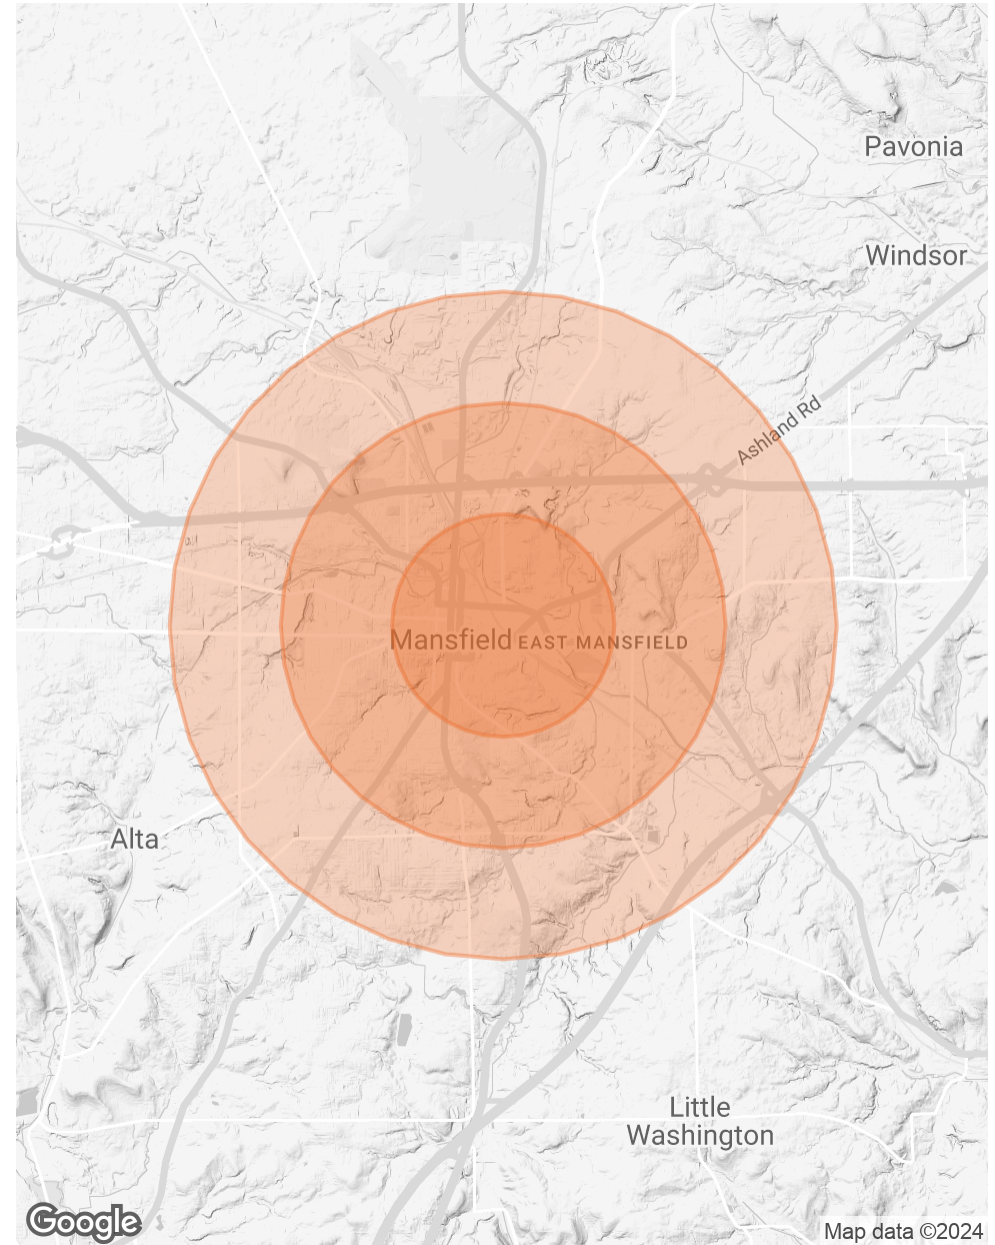 Pavonia
Windsor
Ashland Rd
Mansfield
EAST MANSFIELD
Alta
Little
Washington
Google
Map data ©2024